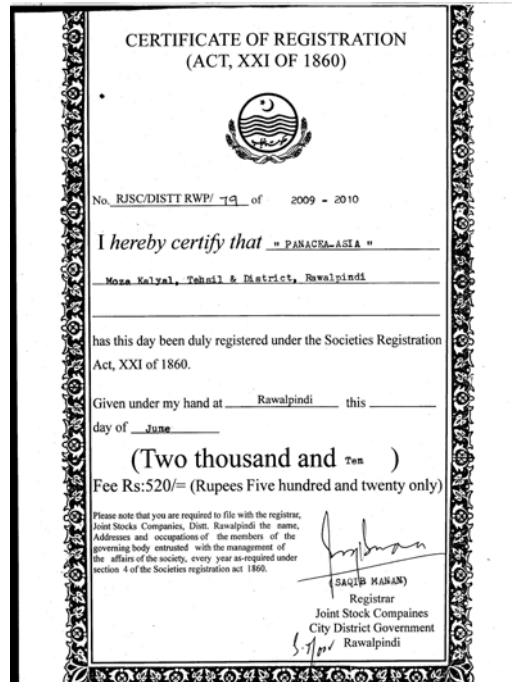 CERTIFICATE OF REGISTRATION
(ACT, XXI OF 1860)
No. RJSC/DISTT RWP/ 79 of 2009 - 2010
I hereby certify that " PANACEA-ASIA "
Moza Kalyal, Tehsil & District, Rawalpindi
has this day been duly registered under the Societies Registration
Act, XXI of 1860.
Given under my hand at Rawalpindi this
day of June
(Two thousand and Ten )
Fee Rs:520/= (Rupees Five hundred and twenty only)
Please note that you are required to file with the registrar,
Joint Stocks Companies, Distt. Rawalpindi the name,
Addresses and occupations of the members of the
governing body entrusted with the management of
the affairs of the society, every year as-required under
section 4 of the Societies registration act 1860.
(SAQIB MANAN)
Registrar
Joint Stock Compaines
City District Government
Rawalpindi